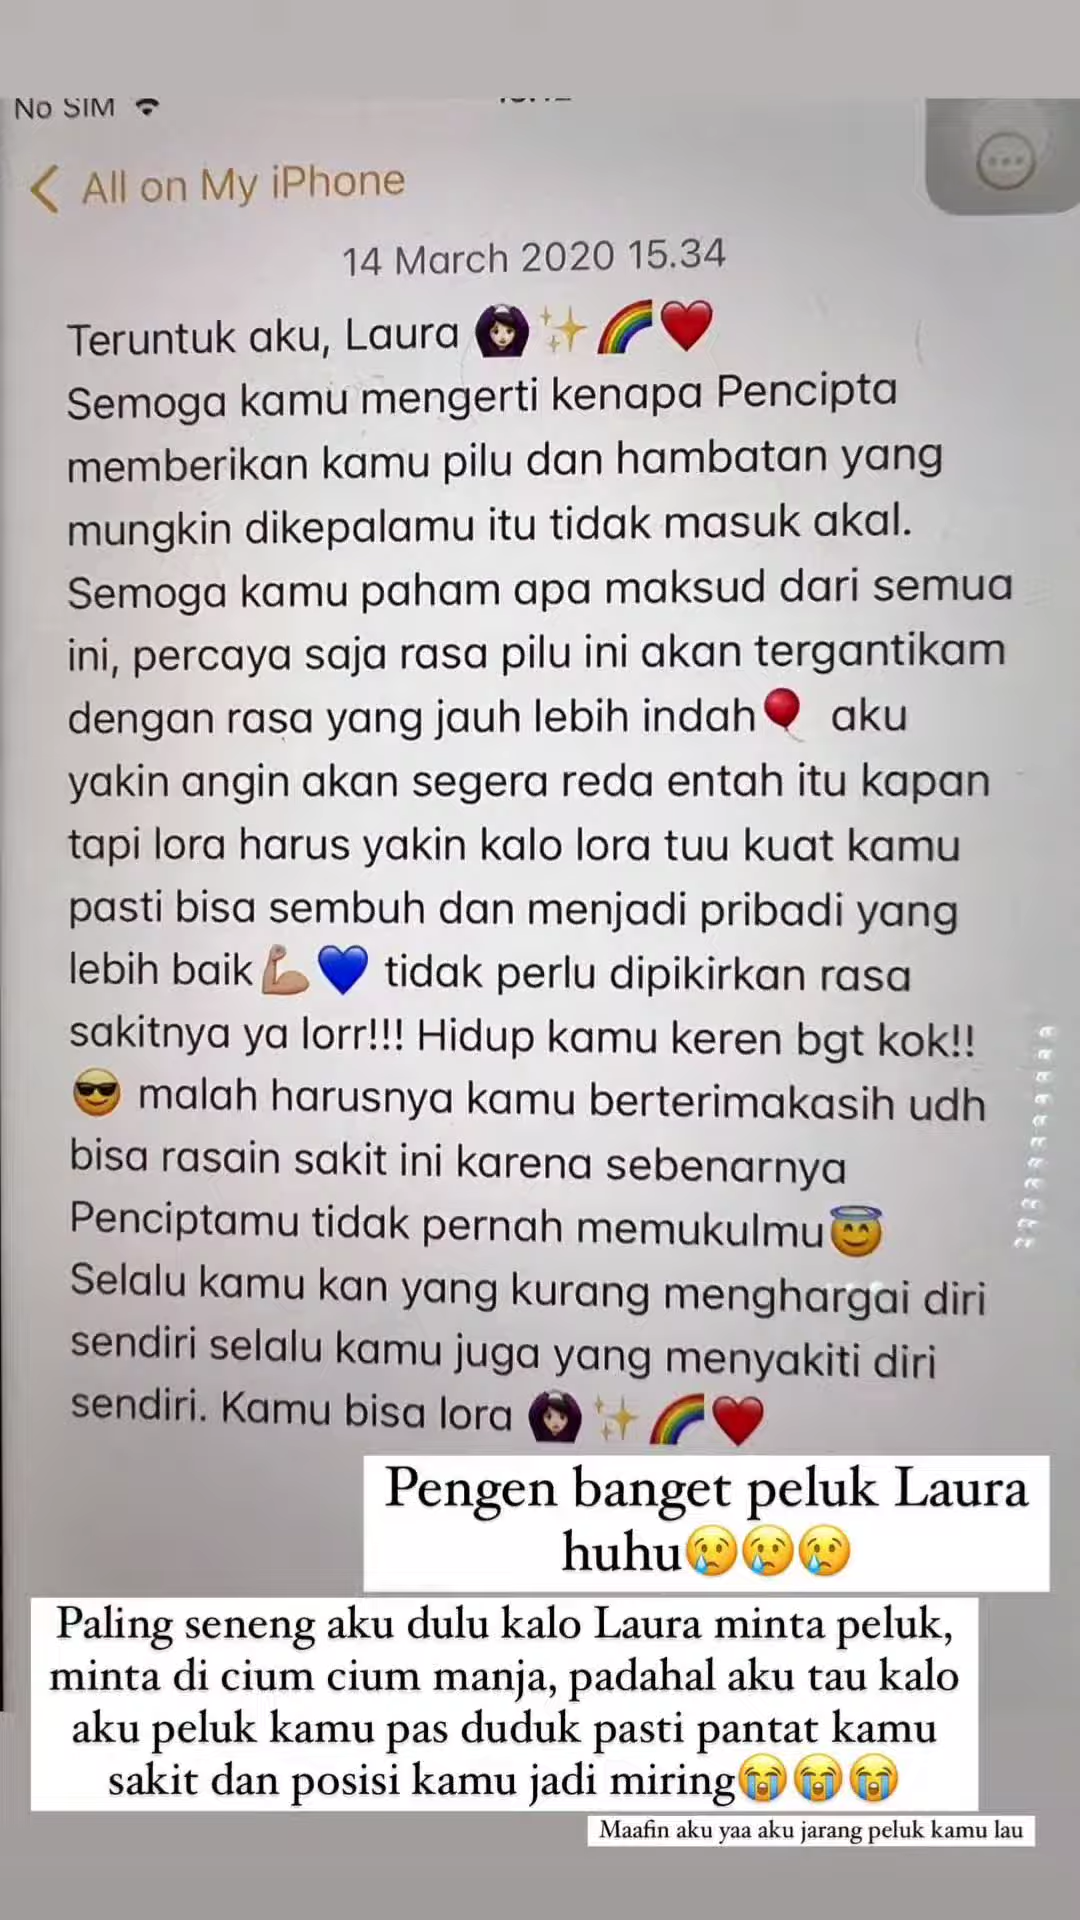 No SIM
All on My iPhone
14 March 2020 15.34
Teruntuk aku, Laura 🙆🏻‍♀️✨🌈❤️
Semoga kamu mengerti kenapa Pencipta
memberikan kamu pilu dan hambatan yang
mungkin dikepalamu itu tidak masuk akal.
Semoga kamu paham apa maksud dari semua
ini, percaya saja rasa pilu ini akan tergantikam
dengan rasa yang jauh lebih indah🎈 aku
yakin angin akan segera reda entah itu kapan
tapi lora harus yakin kalo lora tuu kuat kamu
pasti bisa sembuh dan menjadi pribadi yang
lebih baik💪🏼💙 tidak perlu dipikirkan rasa
sakitnya ya lorr!!! Hidup kamu keren bgt kok!!
😎 malah harusnya kamu berterimakasih udh
bisa rasain sakit ini karena sebenarnya
Penciptamu tidak pernah memukulmu😇
Selalu kamu kan yang kurang menghargai diri
sendiri selalu kamu juga yang menyakiti diri
sendiri. Kamu bisa lora 🙆🏻‍♀️✨🌈❤️
Pengen banget peluk Laura
huhu😢😢😢
Paling seneng aku dulu kalo Laura minta peluk,
minta di cium cium manja, padahal aku tau kalo
aku peluk kamu pas duduk pasti pantat kamu
sakit dan posisi kamu jadi miring😭😭😭
Maafin aku yaa aku jarang peluk kamu lau